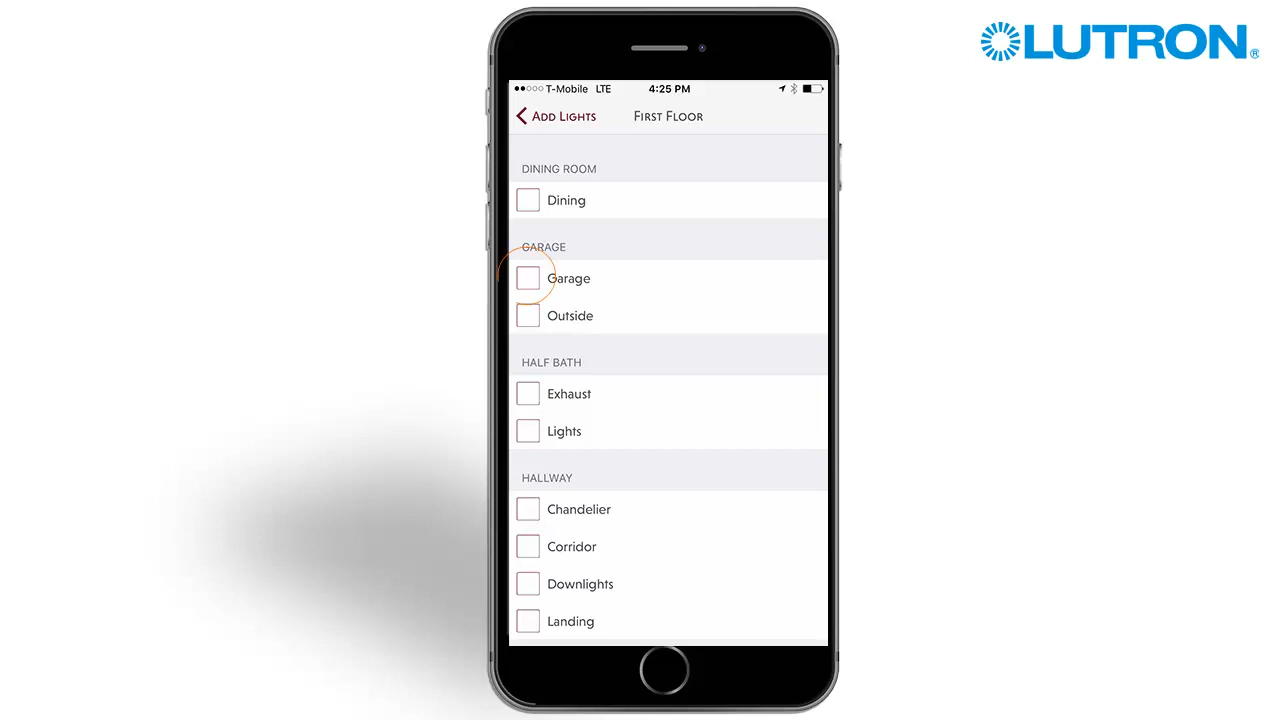 LUTRON®
T-Mobile LTE 4:25 PM
Add Lights First Floor
DINING ROOM
Dining
GARAGE
Garage
Outside
HALF BATH
Exhaust
Lights
HALLWAY
Chandelier
Corridor
Downlights
Landing